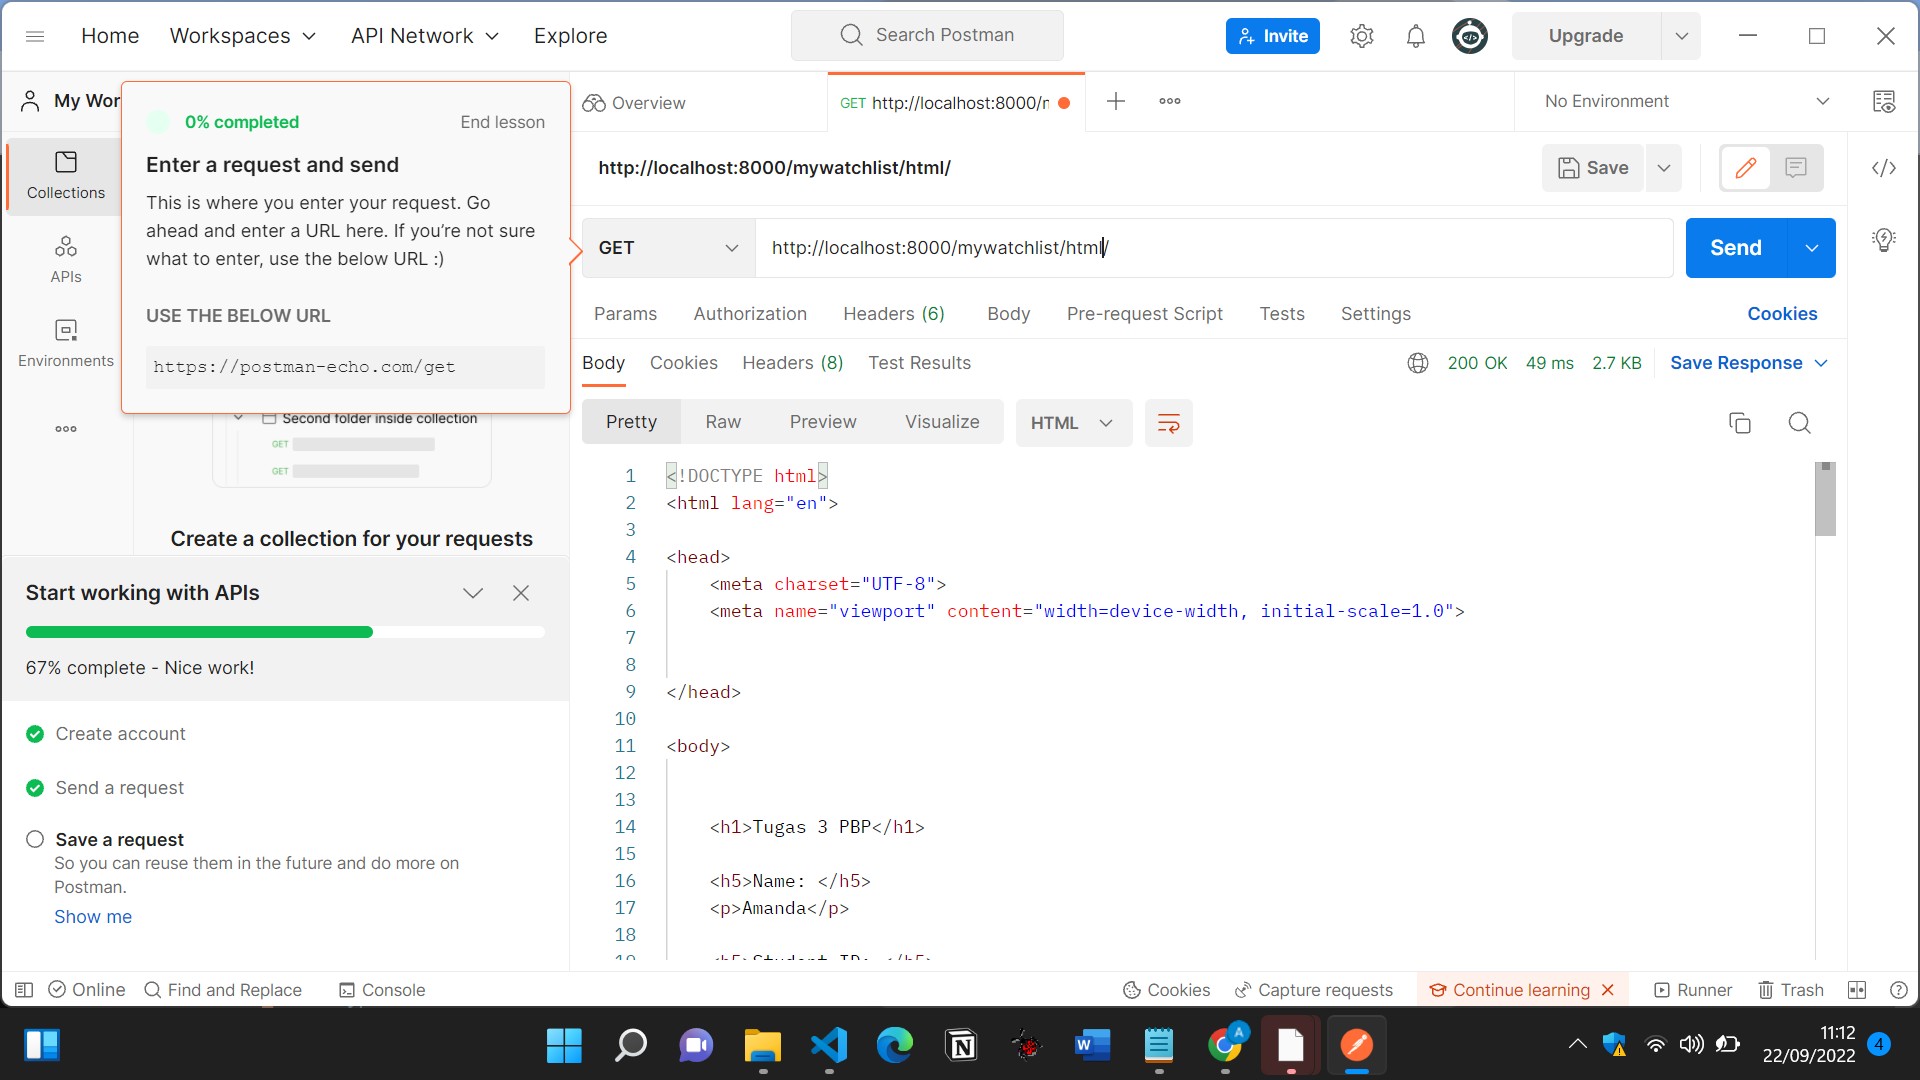 Home
Workspaces
API Network
Explore
Search Postman
Invite
Upgrade
My Wor
0% completed
End lesson
Enter a request and send
This is where you enter your request. Go
ahead and enter a URL here. If you’re not sure
what to enter, use the below URL :)
USE THE BELOW URL
https://postman-echo.com/get
Collections
APIs
Environments
Second folder inside collection
GET
GET
Create a collection for your requests
Start working with APIs
67% complete - Nice work!
Create account
Send a request
Save a request
So you can reuse them in the future and do more on
Postman.
Show me
Overview
GET http://localhost:8000/r
No Environment
http://localhost:8000/mywatchlist/html/
Save
GET
http://localhost:8000/mywatchlist/html/
Send
Params
Authorization
Headers (6)
Body
Pre-request Script
Tests
Settings
Cookies
Body
Cookies
Headers (8)
Test Results
200 OK
49 ms
2.7 KB
Save Response
Pretty
Raw
Preview
Visualize
HTML
1 <!DOCTYPE html>
2 <html lang="en">
3
4 <head>
5 <meta charset="UTF-8">
6 <meta name="viewport" content="width=device-width, initial-scale=1.0">
7
8
9 </head>
10
11 <body>
12
13
14 <h1>Tugas 3 PBP</h1>
15
16 <h5>Name: </h5>
17 <p>Amanda</p>
18
19 <h5>Student ID: </h5>
Online
Find and Replace
Console
Cookies
Capture requests
Continue learning
Runner
Trash
A
W
11:12
22/09/2022
4